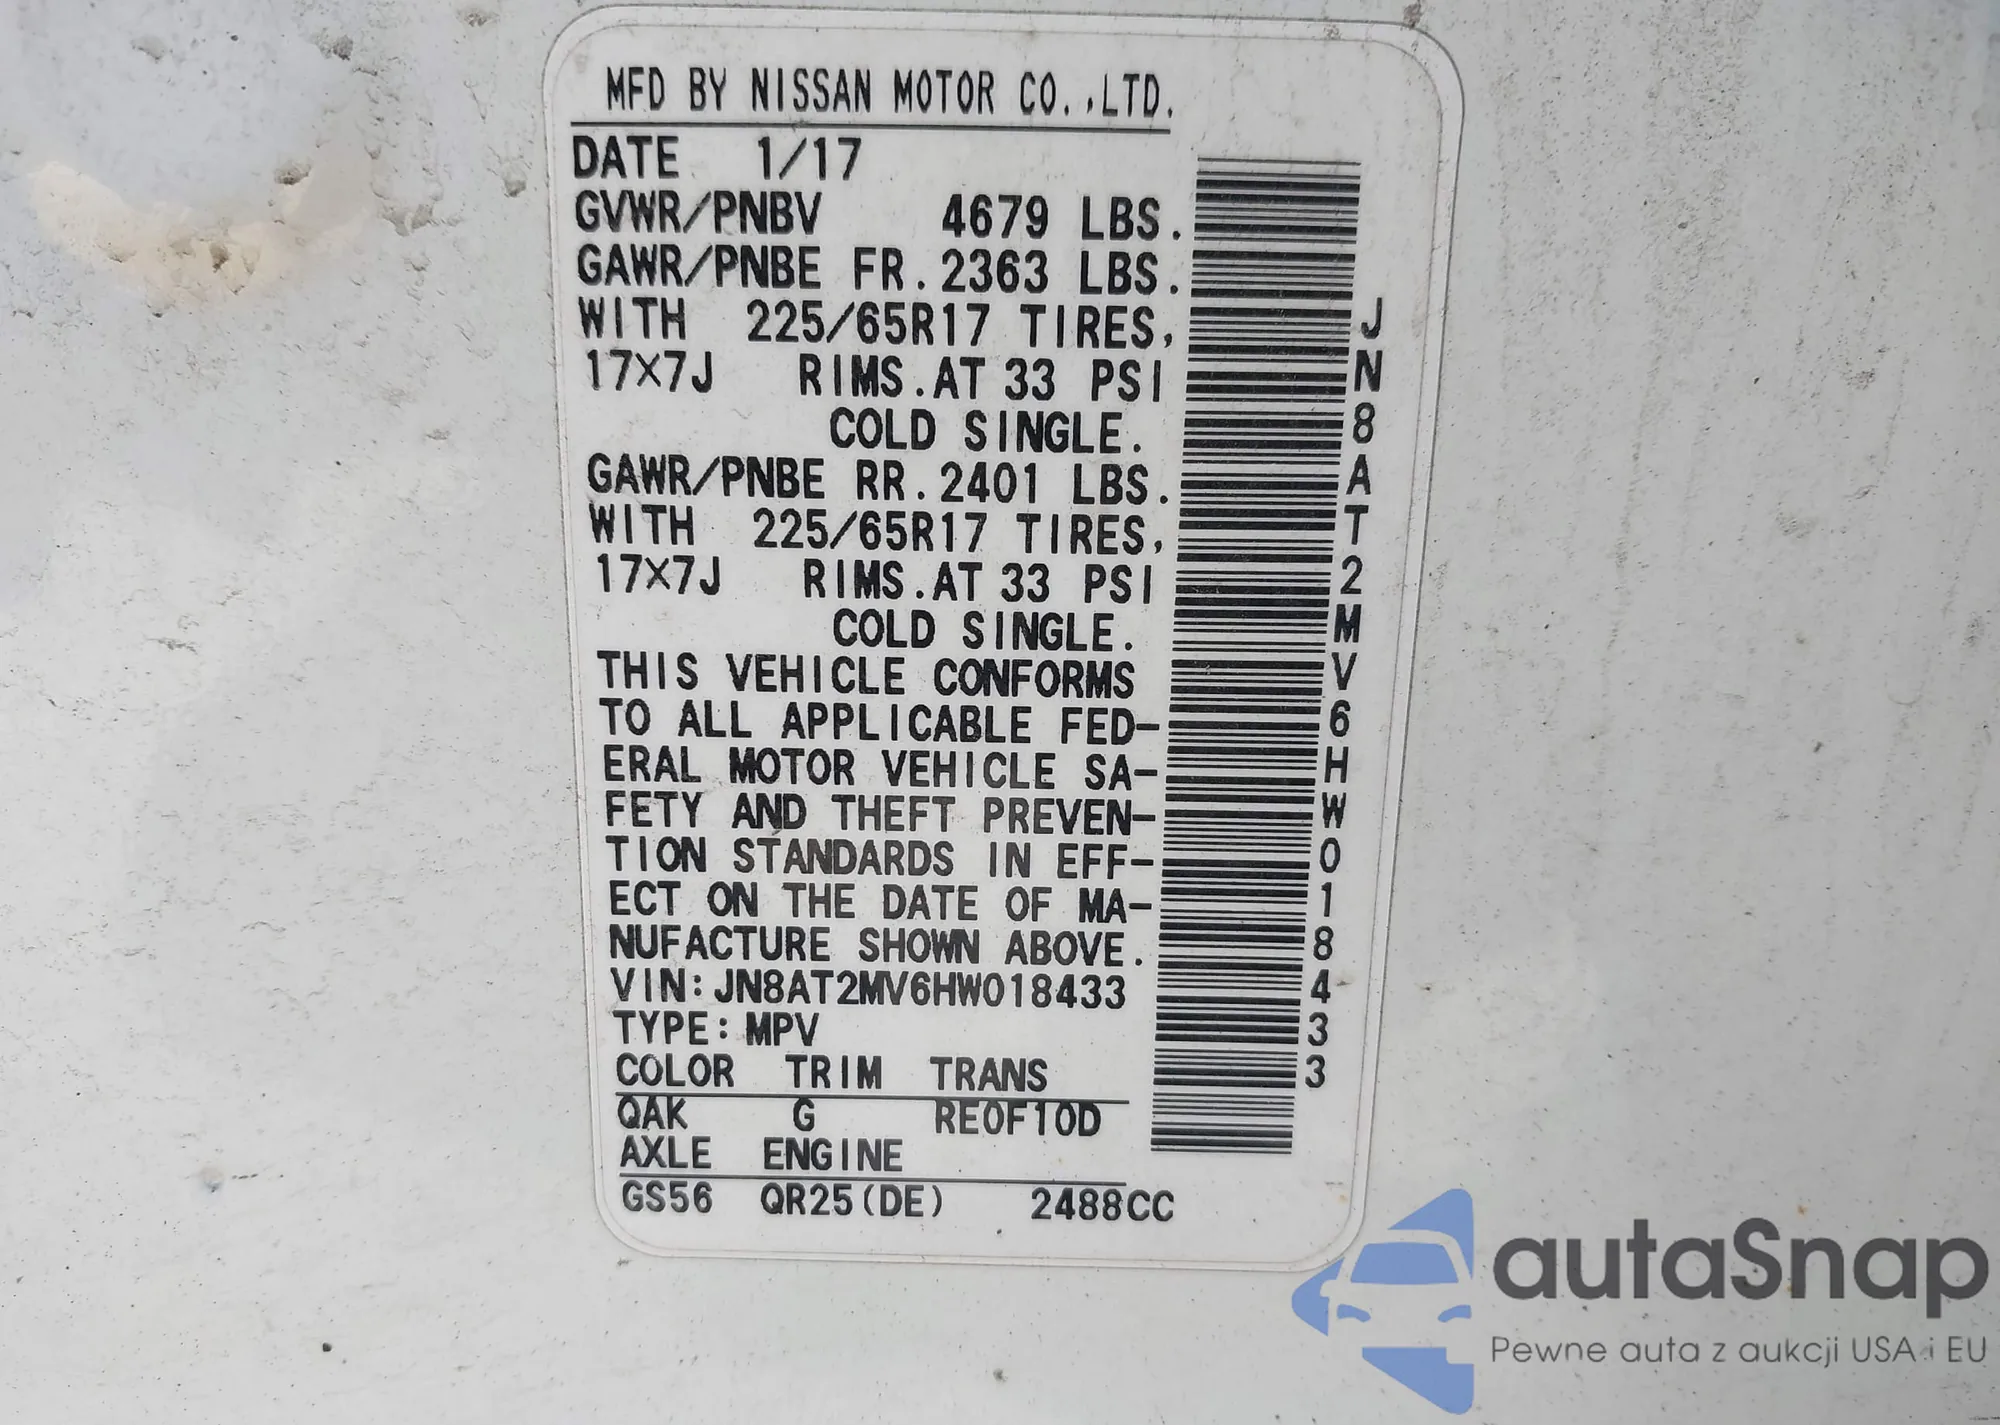 MFD BY NISSAN MOTOR CO.,LTD.
DATE 1/17
GVWR/PNBV 4679 LBS.
GAWR/PNBE FR.2363 LBS.
WITH 225/65R17 TIRES,
17X7J RIMS.AT 33 PSI
COLD SINGLE.
GAWR/PNBE RR.2401 LBS.
WITH 225/65R17 TIRES,
17X7J RIMS.AT 33 PSI
COLD SINGLE.
THIS VEHICLE CONFORMS
TO ALL APPLICABLE FED-
ERAL MOTOR VEHICLE SA-
FETY AND THEFT PREVEN-
TION STANDARDS IN EFF-
ECT ON THE DATE OF MA-
NUFACTURE SHOWN ABOVE.
VIN:JN8AT2MV6HW018433
TYPE:MPV
COLOR TRIM TRANS
QAK G RE0F10D
AXLE ENGINE
GS56 QR25(DE) 2488CC
JN8AT2MV6HW018433
autaSnap
Pewne auta z aukcji USA i EU